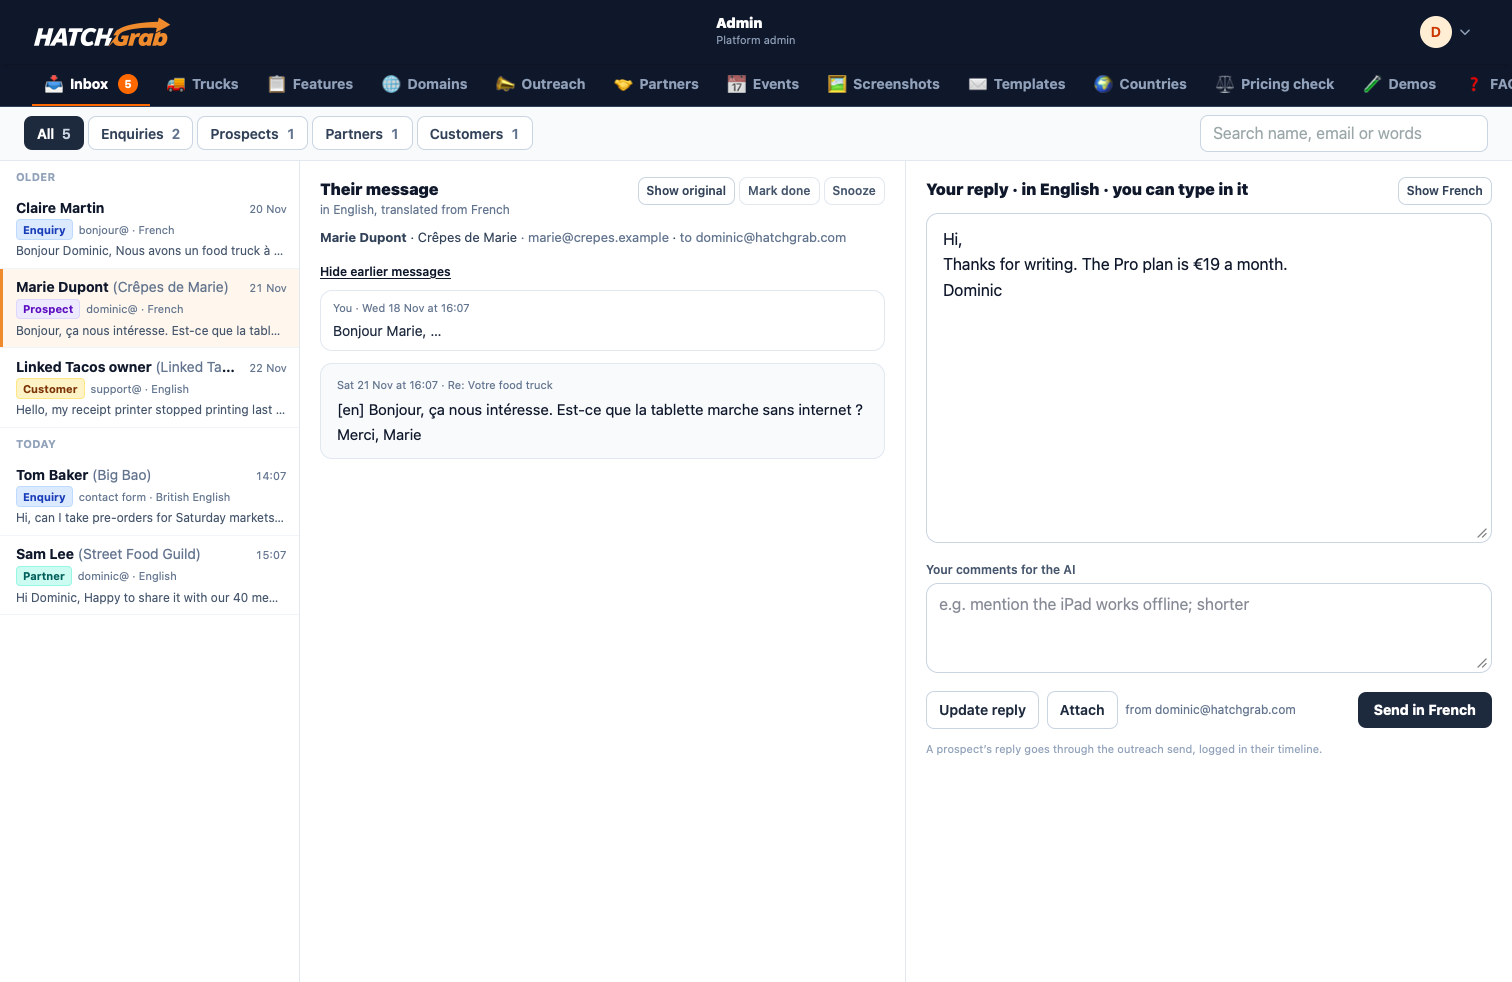 HATCHGrab
Admin
Platform admin
D
Inbox 5
Trucks
Features
Domains
Outreach
Partners
Events
Screenshots
Templates
Countries
Pricing check
Demos
FAQ
All 5
Enquiries 2
Prospects 1
Partners 1
Customers 1
Search name, email or words
OLDER
Claire Martin 20 Nov
Enquiry bonjour@ · French
Bonjour Dominic, Nous avons un food truck à ...
Marie Dupont (Crêpes de Marie) 21 Nov
Prospect dominic@ · French
Bonjour, ça nous intéresse. Est-ce que la tabl...
Linked Tacos owner (Linked Ta... 22 Nov
Customer support@ · English
Hello, my receipt printer stopped printing last ...
TODAY
Tom Baker (Big Bao) 14:07
Enquiry contact form · British English
Hi, can I take pre-orders for Saturday markets...
Sam Lee (Street Food Guild) 15:07
Partner dominic@ · English
Hi Dominic, Happy to share it with our 40 me...
Their message
Show original
Mark done
Snooze
in English, translated from French
Marie Dupont · Crêpes de Marie · marie@crepes.example · to dominic@hatchgrab.com
Hide earlier messages
You · Wed 18 Nov at 16:07
Bonjour Marie, ...
Sat 21 Nov at 16:07 · Re: Votre food truck
[en] Bonjour, ça nous intéresse. Est-ce que la tablette marche sans internet ?
Merci, Marie
Your reply · in English · you can type in it
Show French
Hi,
Thanks for writing. The Pro plan is €19 a month.
Dominic
Your comments for the AI
e.g. mention the iPad works offline; shorter
Update reply
Attach
from dominic@hatchgrab.com
Send in French
A prospect's reply goes through the outreach send, logged in their timeline.